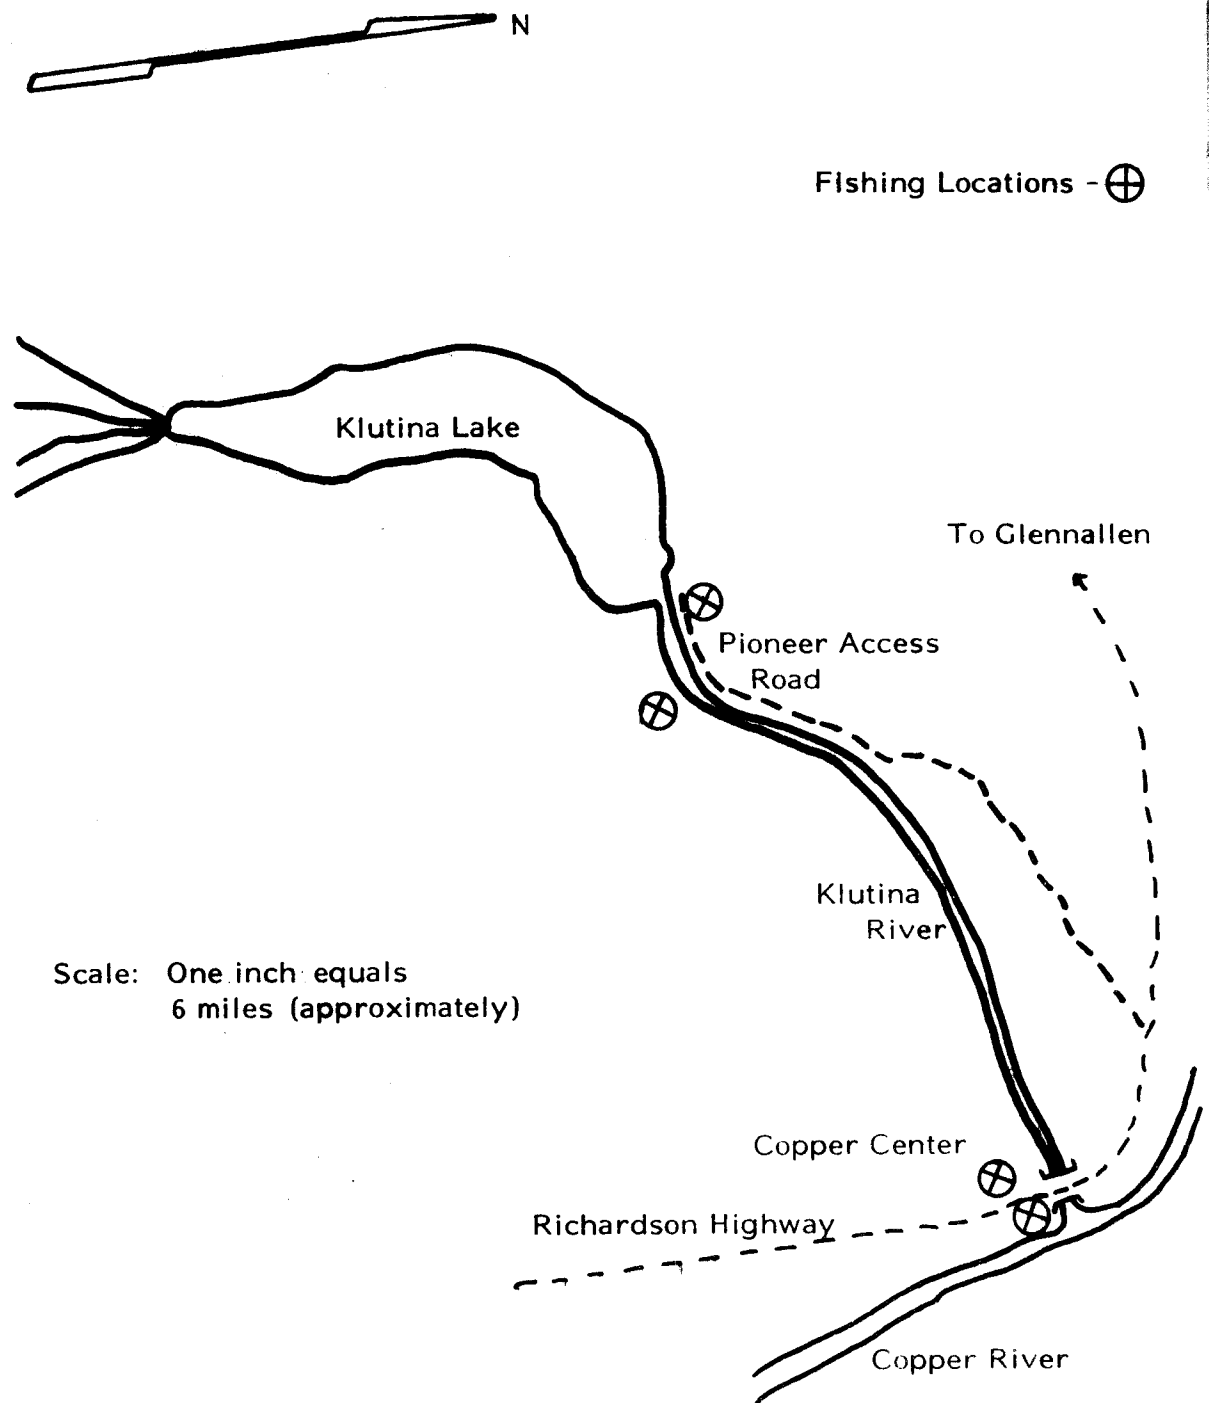 N
Fishing Locations -
Klutina Lake
To Glennallen
Pioneer Access
Road
Klutina
River
Scale: One inch equals
6 miles (approximately)
Copper Center
Richardson Highway
Copper River